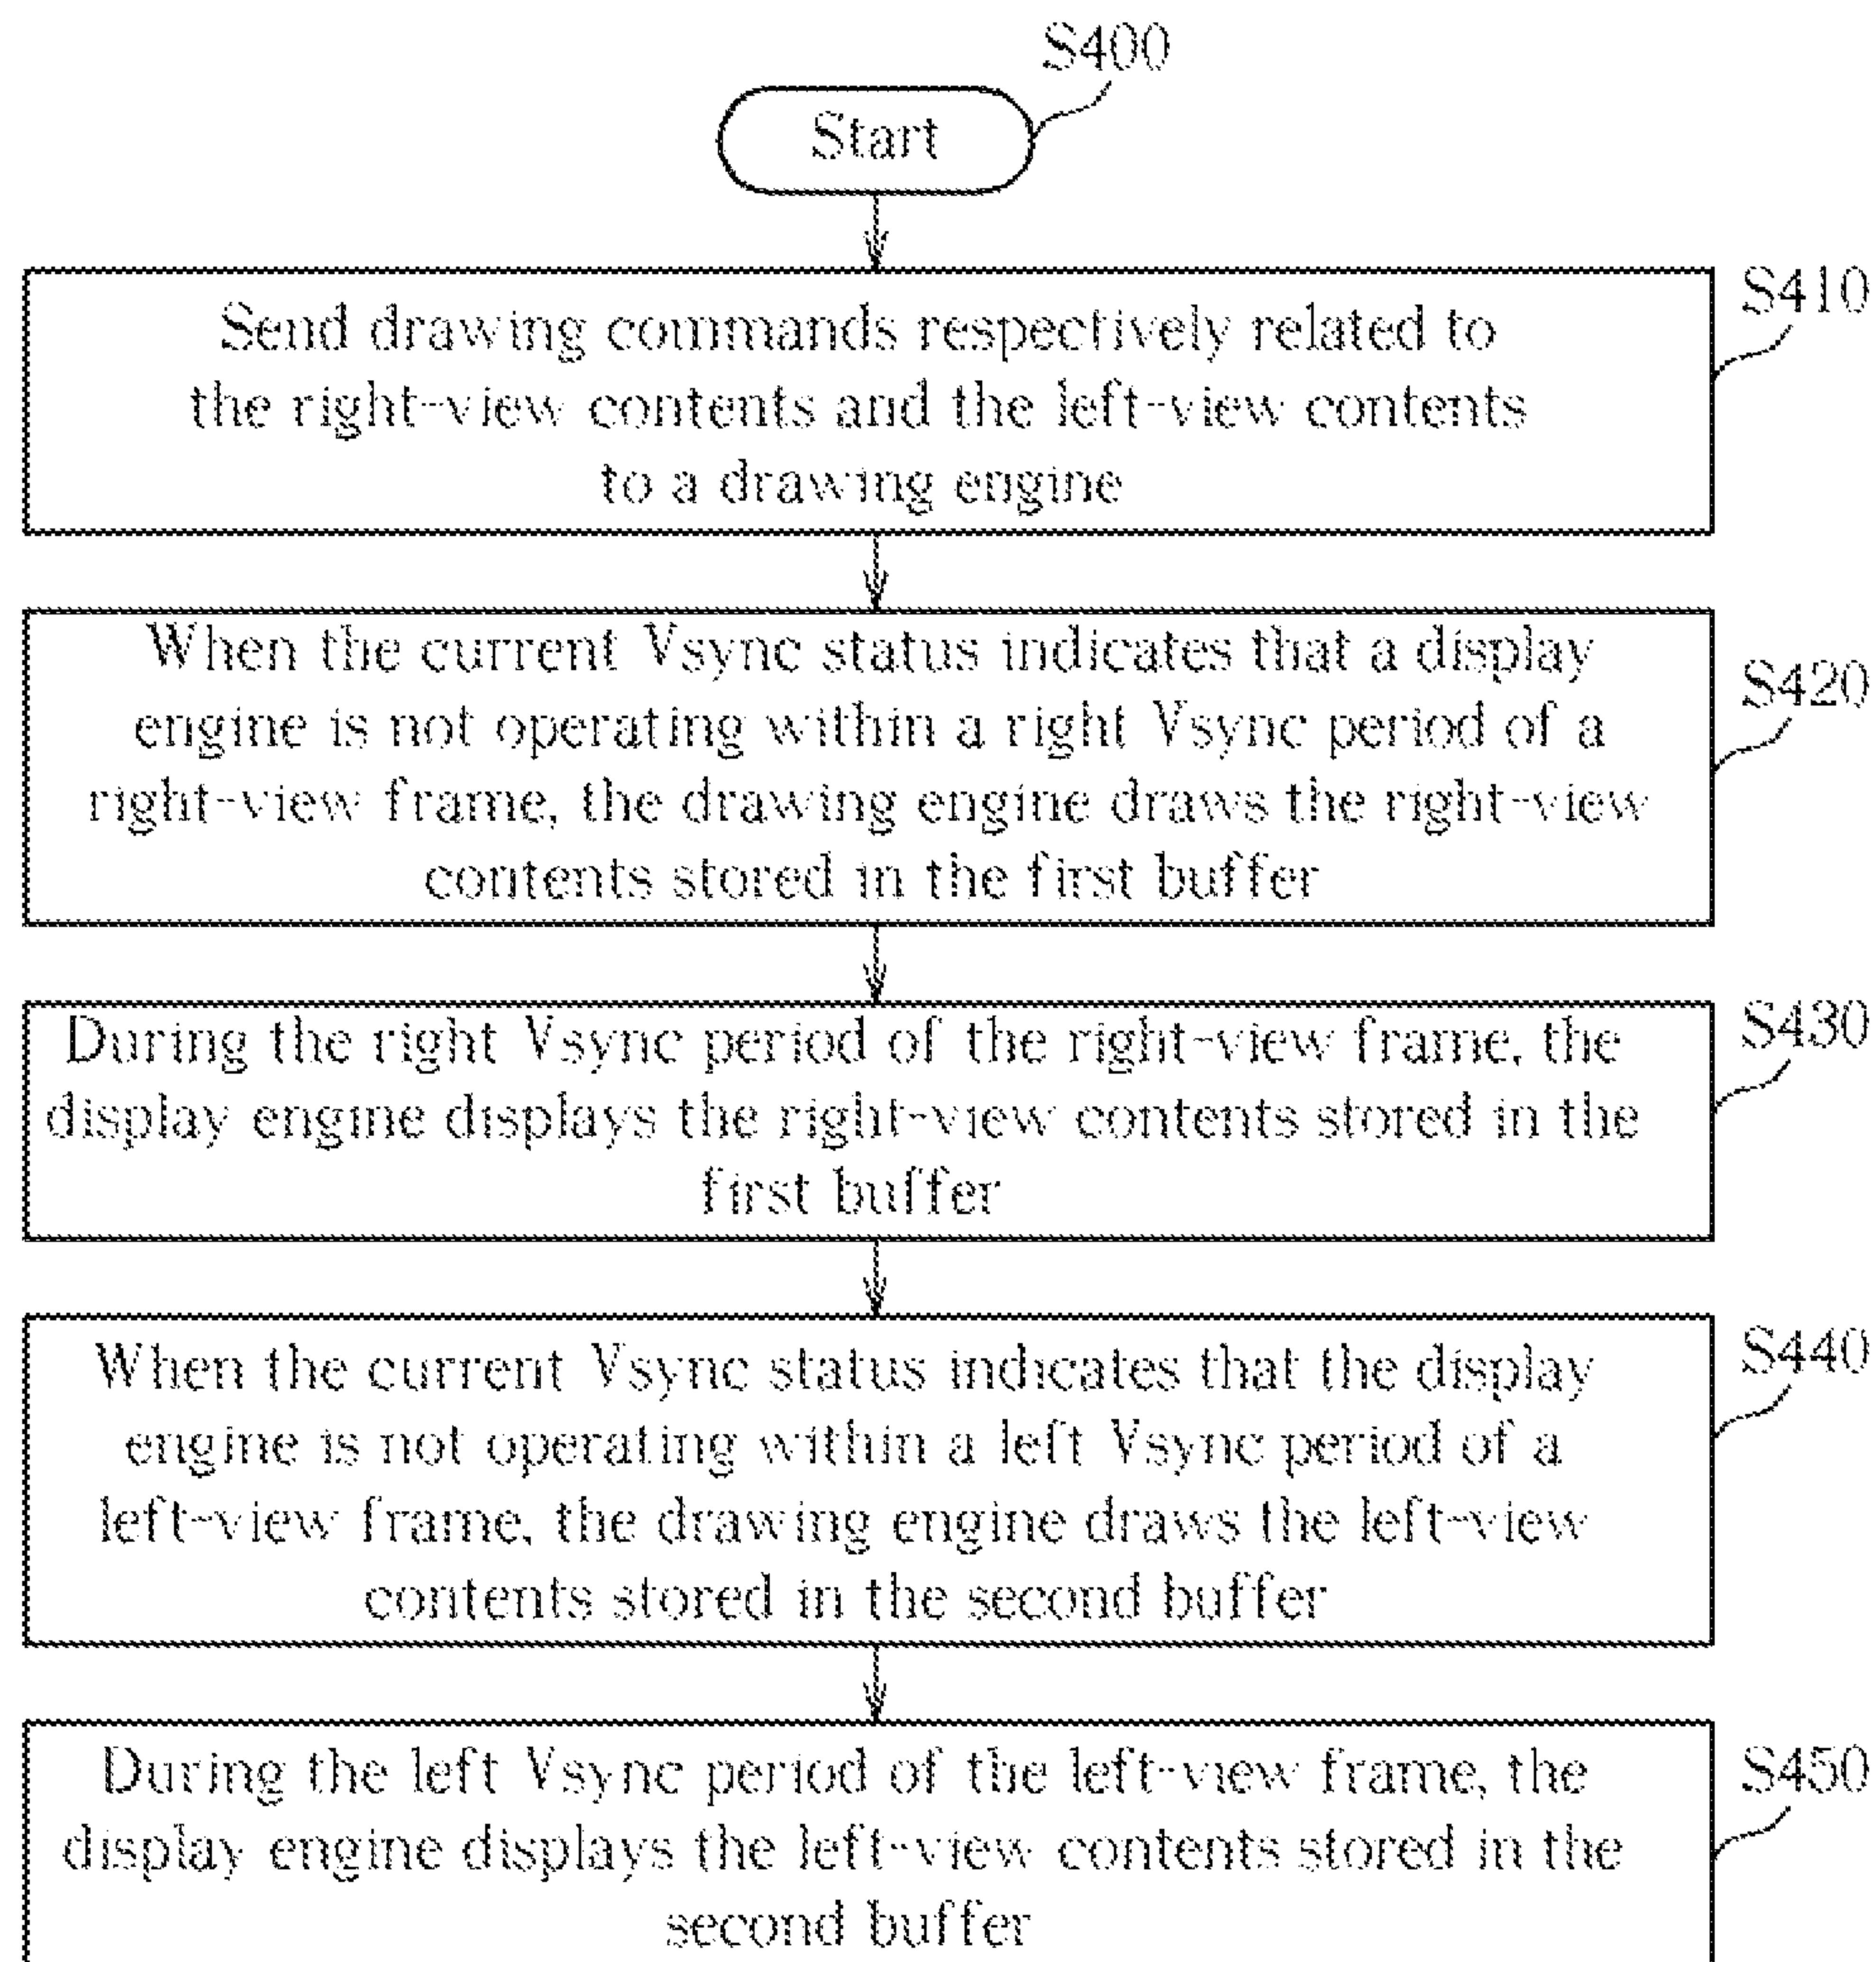 S400
Start
S410
Send drawing commands respectively related to
the right-view contents and the left-view contents
to a drawing engine
S420
When the current Vsync status indicates that a display
engine is not operating within a right Vsync period of a
right-view frame, the drawing engine draws the right-view
contents stored in the first buffer
S430
During the right Vsync period of the right-view frame, the
display engine displays the right-view contents stored in the
first buffer
S440
When the current Vsync status indicates that the display
engine is not operating within a left Vsync period of a
left-view frame, the drawing engine draws the left-view
contents stored in the second buffer
S450
During the left Vsync period of the left-view frame, the
display engine displays the left-view contents stored in the
second buffer